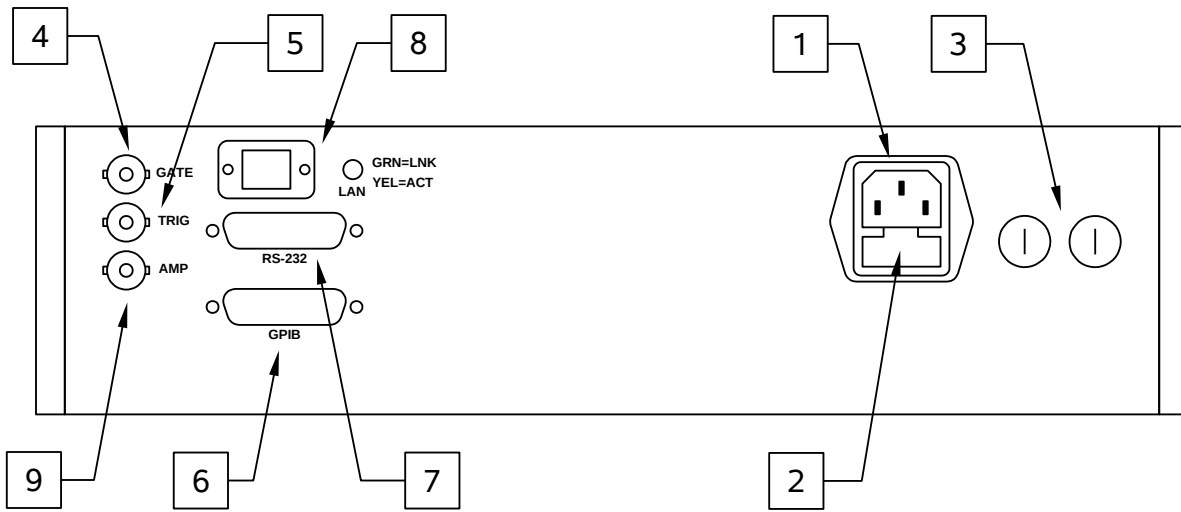 4
5
8
1
3
GATE
GRN=LNK
YEL=ACT
LAN
TRIG
RS-232
AMP
GPIB
9
6
7
2